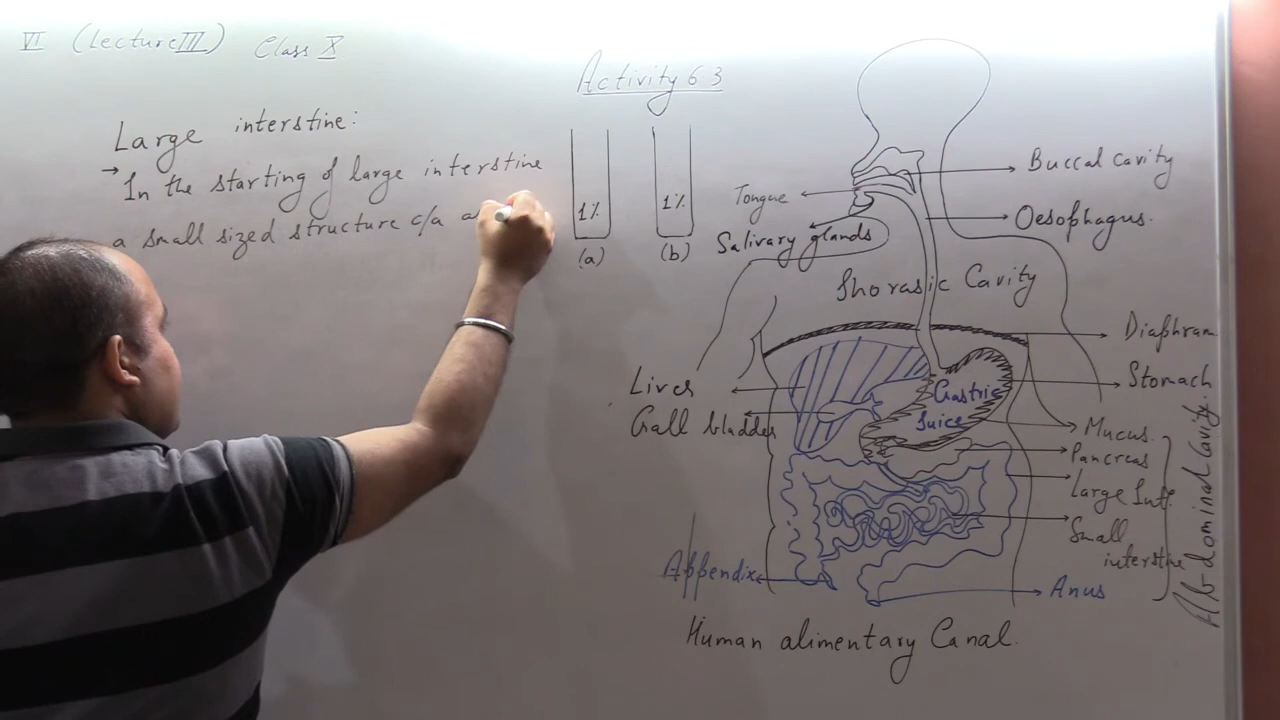 VI (Lecture III) Class X
Large interstine:
→ In the starting of large interstine
a small sized structure c/a a
Activity 6.3
1%
1%
(a)
(b)
Buccal cavity
Tongue
Oesophagus.
Salivary glands
Thorasic Cavity
Diaphram
Liver
Stomach
Gall bladder
Gastric
Juice
Mucus.
Pancreas
Large Int.
Small
interstine
Appendix
Anus
Abdominal Cavity.
Human alimentary Canal.